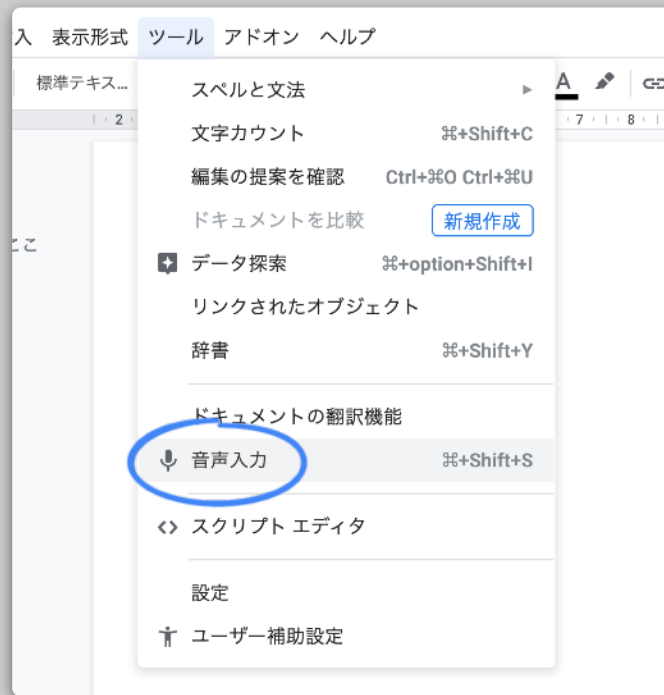 入 表示形式 ツール アドオン ヘルプ
標準テキス... A
2 7 8
ここ
スペルと文法
文字カウント ⌘+Shift+C
編集の提案を確認 Ctrl+⌘O Ctrl+⌘U
ドキュメントを比較 新規作成
データ探索 ⌘+option+Shift+I
リンクされたオブジェクト
辞書 ⌘+Shift+Y
ドキュメントの翻訳機能
音声入力 ⌘+Shift+S
スクリプト エディタ
設定
ユーザー補助設定